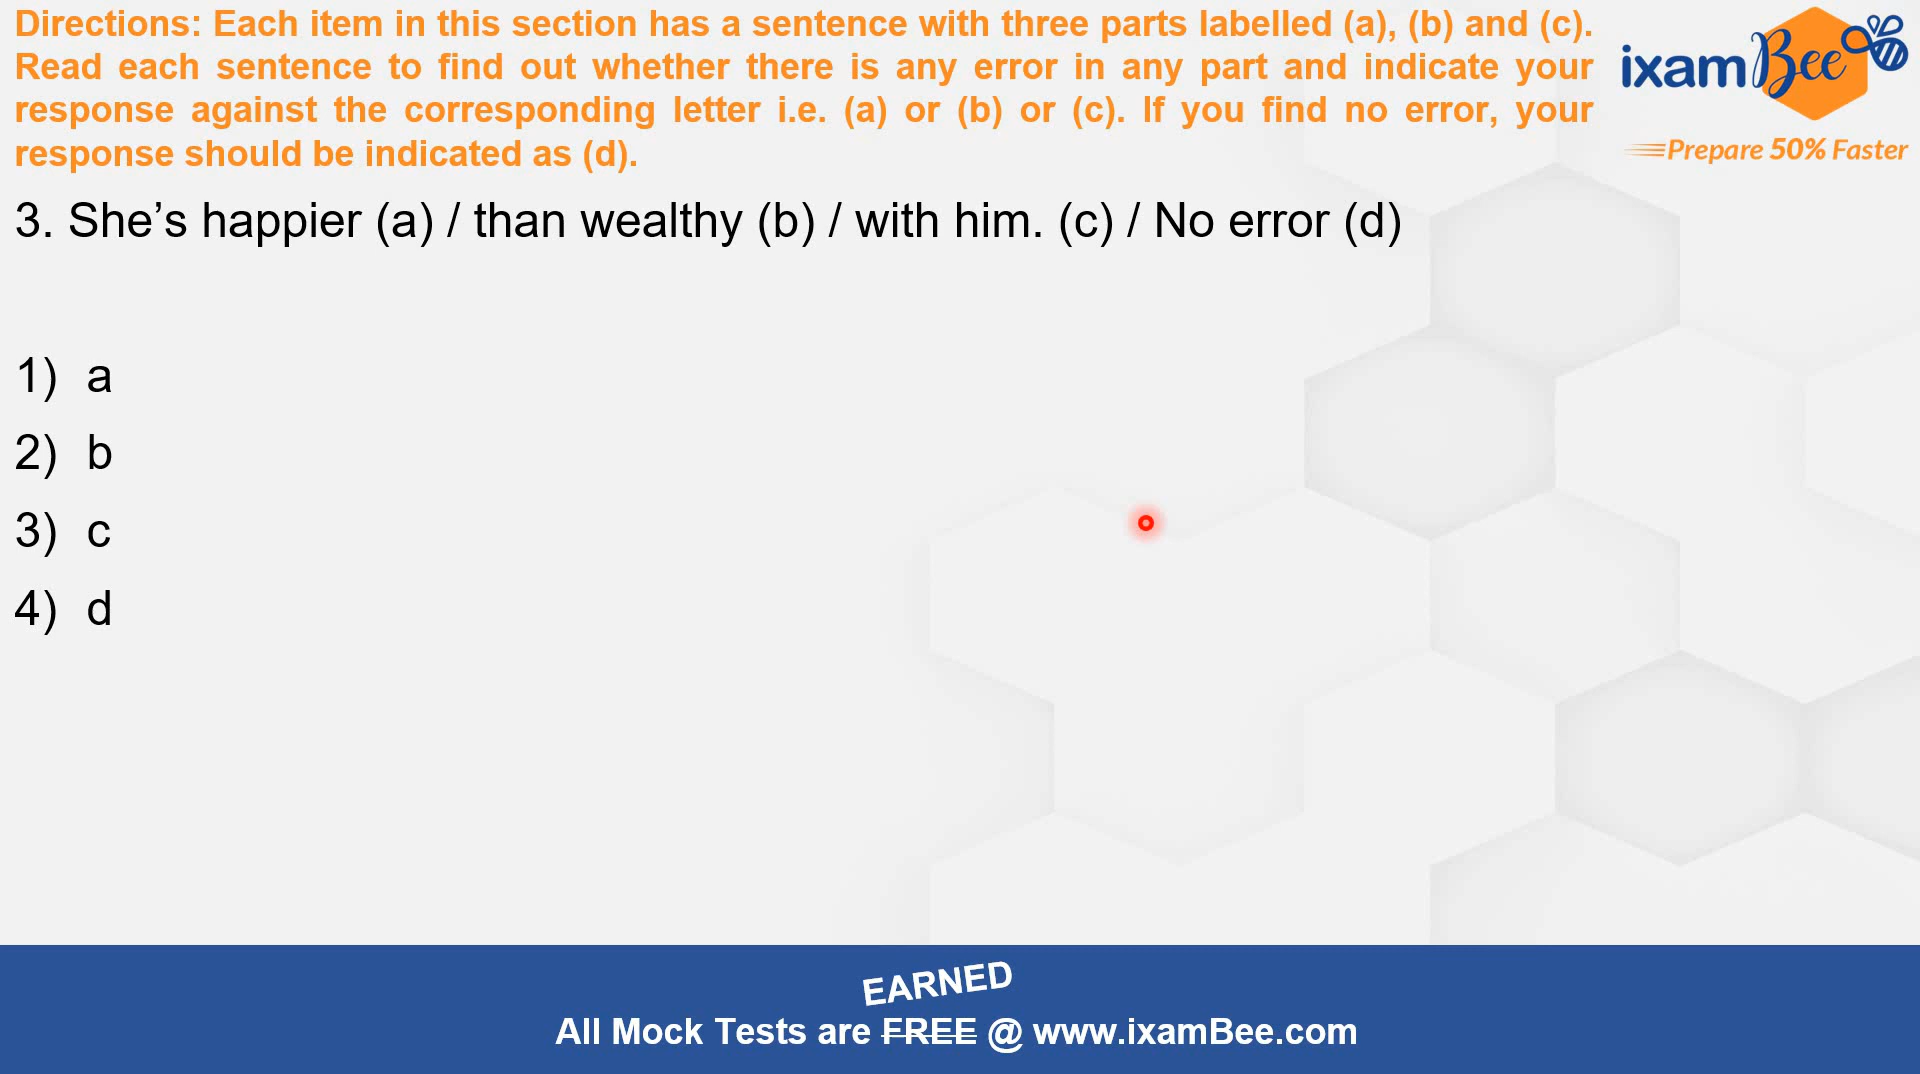 Directions: Each item in this section has a sentence with three parts labelled (a), (b) and (c).
Read each sentence to find out whether there is any error in any part and indicate your
response against the corresponding letter i.e. (a) or (b) or (c). If you find no error, your
response should be indicated as (d).
ixamBee
Prepare 50% Faster
3. She’s happier (a) / than wealthy (b) / with him. (c) / No error (d)
1) a
2) b
3) c
4) d
EARNED
All Mock Tests are FREE @ www.ixamBee.com